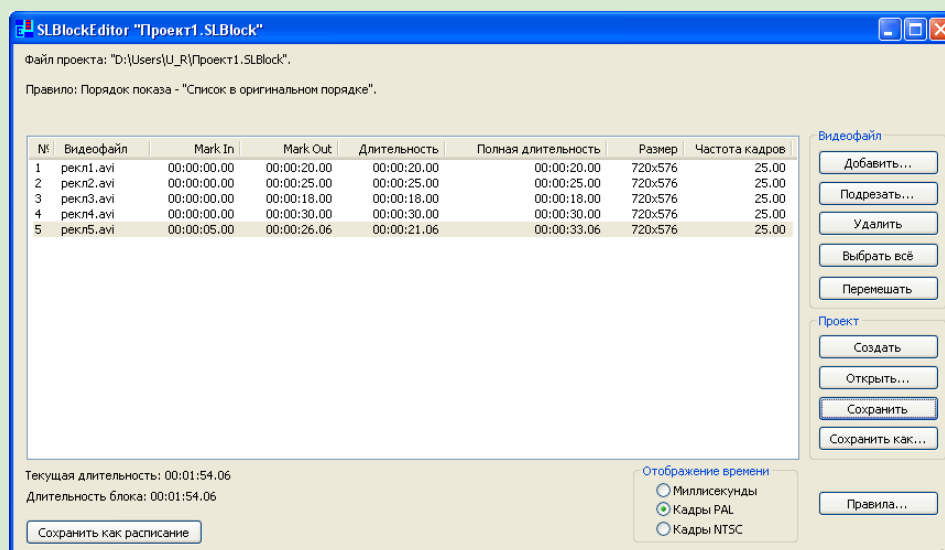 SLBlockEditor "Проект1.SLBlock"
Файл проекта: "D:\Users\U_R\Проект1.SLBlock".
Правило: Порядок показа - "Список в оригинальном порядке".
№ Видеофайл Mark In Mark Out Длительность Полная длительность Размер Частота кадров
1 рекл1.avi 00:00:00.00 00:00:20.00 00:00:20.00 00:00:20.00 720x576 25.00
2 рекл2.avi 00:00:00.00 00:00:25.00 00:00:25.00 00:00:25.00 720x576 25.00
3 рекл3.avi 00:00:00.00 00:00:18.00 00:00:18.00 00:00:18.00 720x576 25.00
4 рекл4.avi 00:00:00.00 00:00:30.00 00:00:30.00 00:00:30.00 720x576 25.00
5 рекл5.avi 00:00:05.00 00:00:26.06 00:00:21.06 00:00:33.06 720x576 25.00
Видеофайл
Добавить...
Подрезать...
Удалить
Выбрать всё
Перемешать
Проект
Создать
Открыть...
Сохранить
Сохранить как...
Текущая длительность: 00:01:54.06
Длительность блока: 00:01:54.06
Сохранить как расписание
Отображение времени
Миллисекунды
Кадры PAL
Кадры NTSC
Правила...